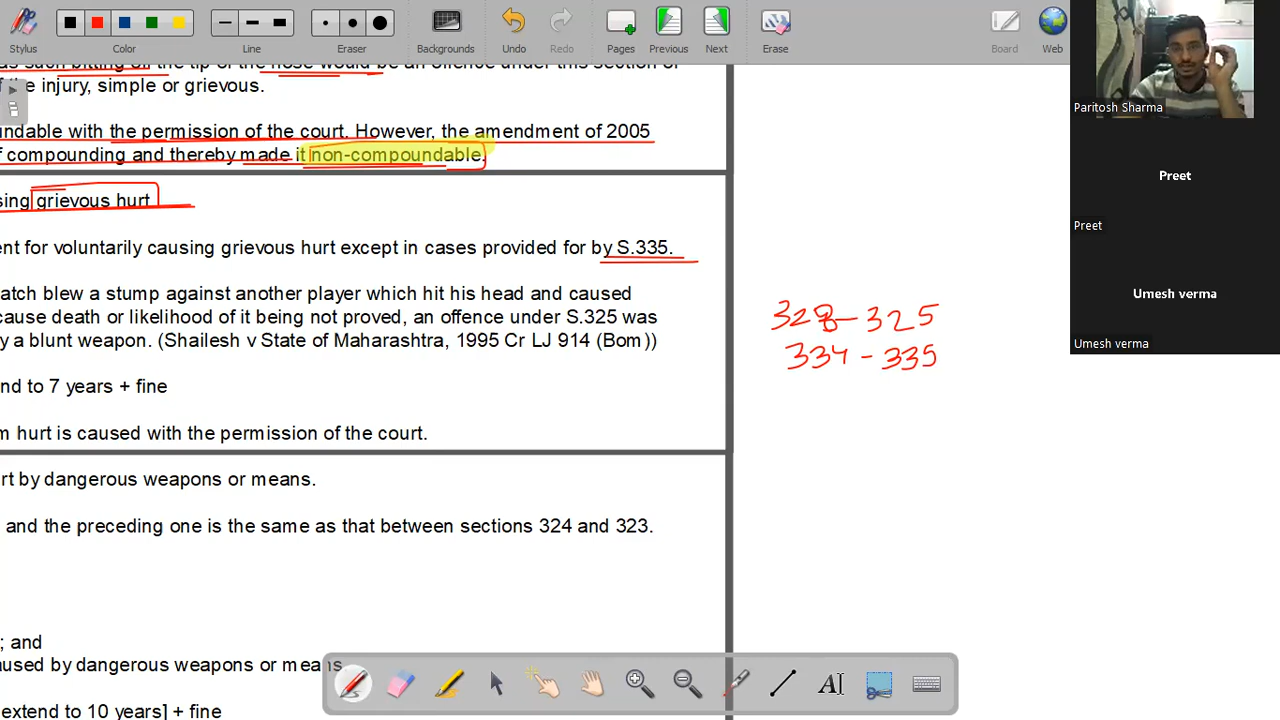 Stylus
Color
Line
Eraser
Backgrounds
Undo
Redo
Pages
Previous
Next
Erase
Board
Web
as such bitting off the tip of the nose would be an offence under this section or
f the injury, simple or grievous.
undable with the permission of the court. However, the amendment of 2005
f compounding and thereby made it non-compoundable.
sing grievous hurt
ent for voluntarily causing grievous hurt except in cases provided for by S.335.
atch blew a stump against another player which hit his head and caused
cause death or likelihood of it being not proved, an offence under S.325 was
y a blunt weapon. (Shailesh v State of Maharashtra, 1995 Cr LJ 914 (Bom))
nd to 7 years + fine
m hurt is caused with the permission of the court.
rt by dangerous weapons or means.
and the preceding one is the same as that between sections 324 and 323.
; and
aused by dangerous weapons or means
extend to 10 years] + fine
– 325
334 - 335
Paritosh Sharma
Preet
Preet
Umesh verma
Umesh verma